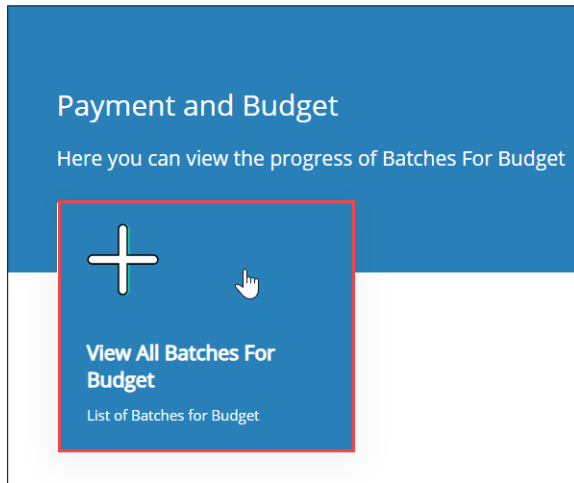 Payment and Budget
Here you can view the progress of Batches For Budget
View All Batches For
Budget
List of Batches for Budget